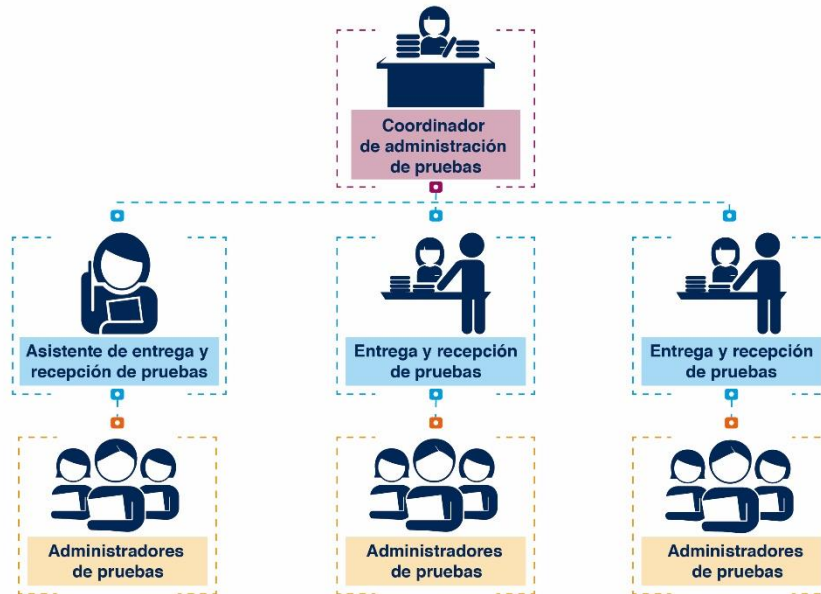 Coordinador
de administración
de pruebas
Asistente de entrega y
recepción de pruebas
Entrega y recepción
de pruebas
Entrega y recepción
de pruebas
Administradores
de pruebas
Administradores
de pruebas
Administradores
de pruebas